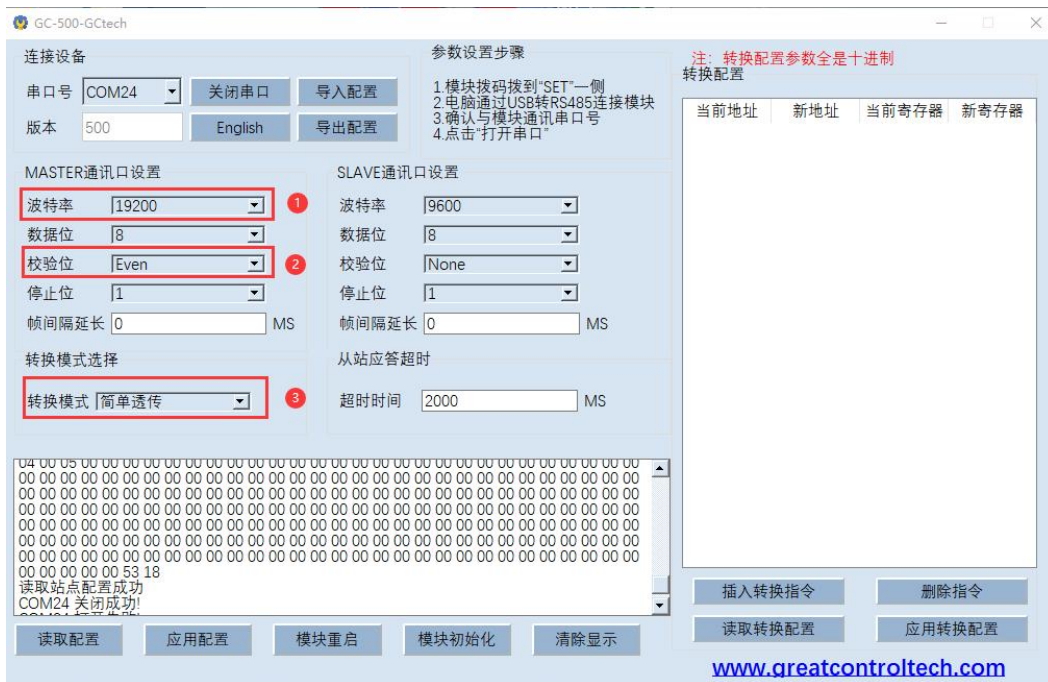 GC-500-GCtech
连接设备
串口号 COM24 关闭串口 导入配置
版本 500 English 导出配置
参数设置步骤
1.模块拨码拨到“SET”一侧
2.电脑通过USB转RS485连接模块
3.确认与模块通讯串口号
4.点击“打开串口”
注: 转换配置参数全是十进制
转换配置
当前地址 新地址 当前寄存器 新寄存器
MASTER通讯口设置
波特率 19200 1
数据位 8
校验位 Even 2
停止位 1
帧间隔延长 0 MS
SLAVE通讯口设置
波特率 9600
数据位 8
校验位 None
停止位 1
帧间隔延长 0 MS
转换模式选择
转换模式 简单透传 3
从站应答超时
超时时间 2000 MS
04 00 05 00 00 00 00 00 00 00 00 00 00 00 00 00 00 00 00 00 00 00 00 00 00 00 00 00 00 00
00 00 00 00 00 00 00 00 00 00 00 00 00 00 00 00 00 00 00 00 00 00 00 00 00 00 00 00 00 00
00 00 00 00 00 00 00 00 00 00 00 00 00 00 00 00 00 00 00 00 00 00 00 00 00 00 00 00 00 00
00 00 00 00 00 00 00 00 00 00 00 00 00 00 00 00 00 00 00 00 00 00 00 00 00 00 00 00 00 00
00 00 00 00 00 00 00 00 00 00 00 00 00 00 00 00 00 00 00 00 00 00 00 00 00 00 00 00 00 00
00 00 00 00 00 00 00 00 00 00 00 00 00 00 00 00 00 00 00 00 00 00 00 00 00 00 00 00 00 00
00 00 00 00 00 00 00 00 00 00 00 00 00 00 00 00 00 00 00 00 00 00 00 00 00 00 00 00 00 00
00 00 00 00 00 53 18
读取站点配置成功
COM24 关闭成功!
读取配置 应用配置 模块重启 模块初始化 清除显示
插入转换指令 删除指令
读取转换配置 应用转换配置
www.greatcontroltech.com